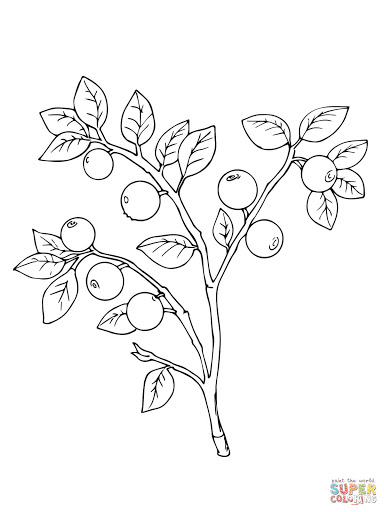 paint the world
SUPER
COLORING